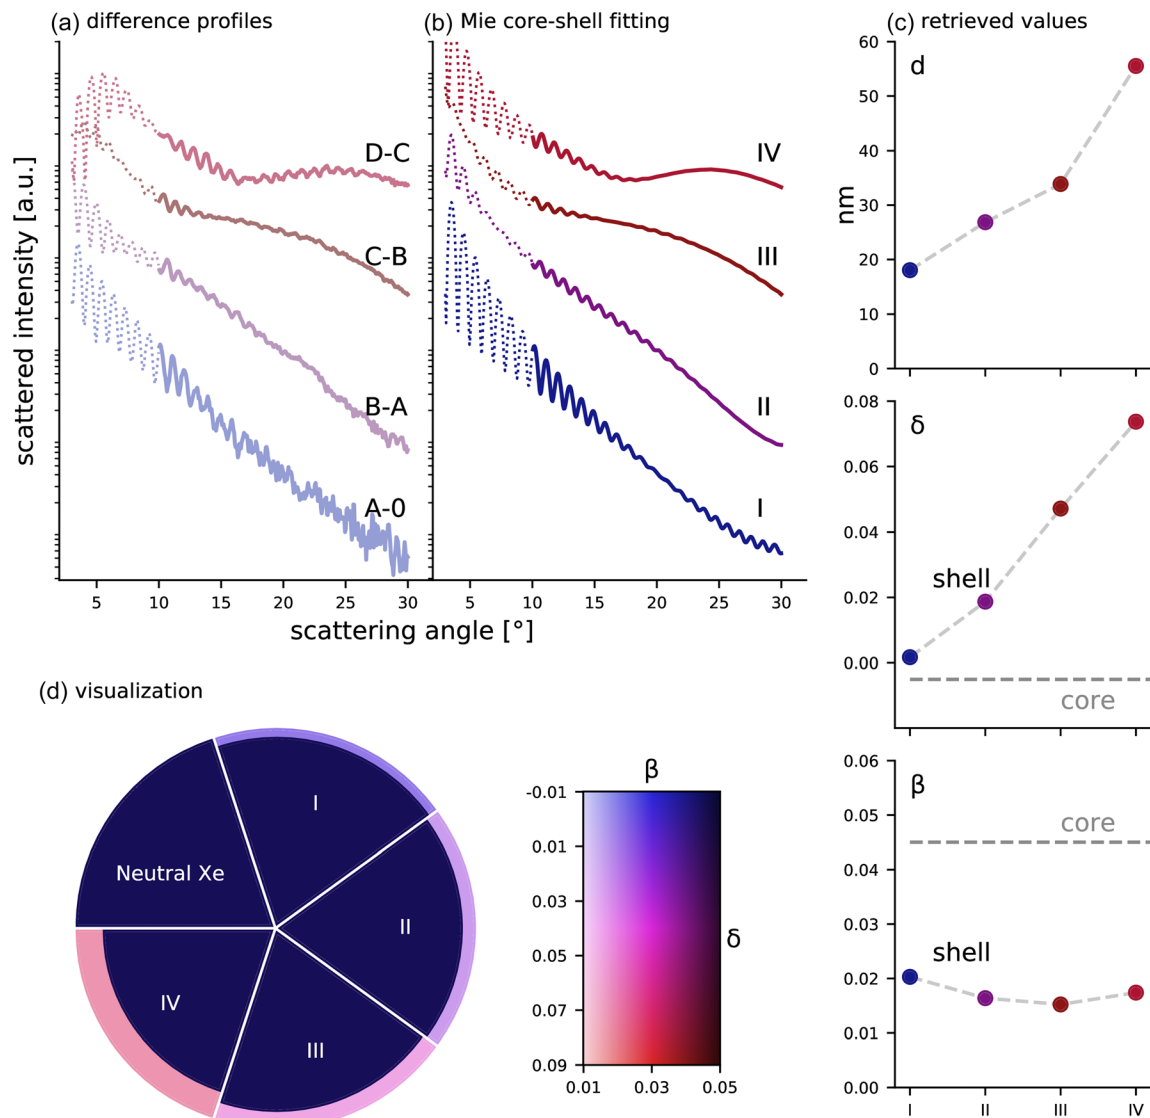 (a) difference profiles
(b) Mie core-shell fitting
(c) retrieved values
scattered intensity [a.u.]
D-C
C-B
B-A
A-0
5 10 15 20 25 30
IV
III
II
I
5 10 15 20 25 30
scattering angle [°]
d
nm
60
50
40
30
20
10
0
δ
0.08
0.06
0.04
0.02
0.00
shell
core
β
0.06
0.05
0.04
0.03
0.02
0.01
0.00
core
shell
I II III IV
(d) visualization
Neutral Xe
I
II
III
IV
β
-0.01
0.01
0.03
0.05
0.07
0.09
δ
0.01 0.03 0.05